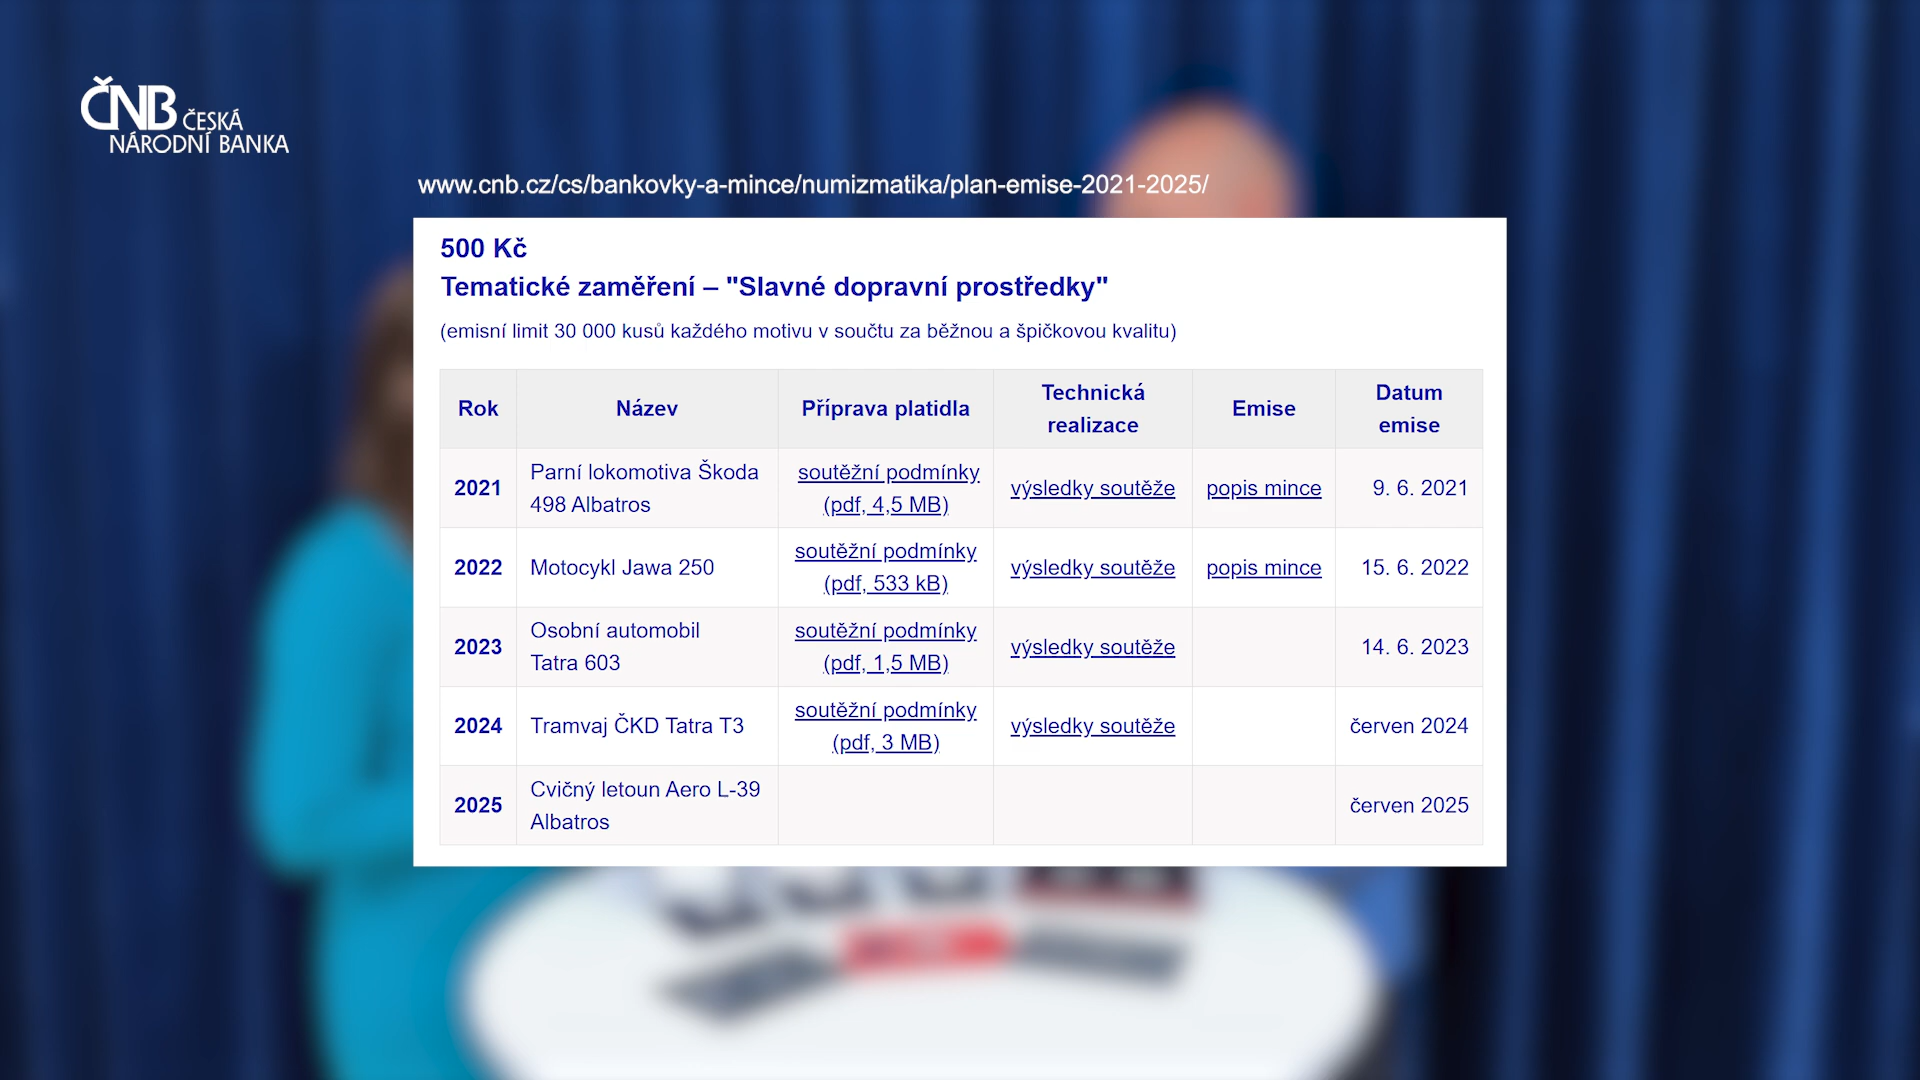 ČNB ČESKÁ
NÁRODNÍ BANKA
www.cnb.cz/cs/bankovky-a-mince/numizmatika/plan-emise-2021-2025/
500 Kč
Tematické zaměření – "Slavné dopravní prostředky"
(emisní limit 30 000 kusů každého motivu v součtu za běžnou a špičkovou kvalitu)
Rok Název Příprava platidla Technická realizace Emise Datum emise
2021 Parní lokomotiva Škoda 498 Albatros soutěžní podmínky (pdf, 4,5 MB) výsledky soutěže popis mince 9. 6. 2021
2022 Motocykl Jawa 250 soutěžní podmínky (pdf, 533 kB) výsledky soutěže popis mince 15. 6. 2022
2023 Osobní automobil Tatra 603 soutěžní podmínky (pdf, 1,5 MB) výsledky soutěže 14. 6. 2023
2024 Tramvaj ČKD Tatra T3 soutěžní podmínky (pdf, 3 MB) výsledky soutěže červen 2024
2025 Cvičný letoun Aero L-39 Albatros červen 2025